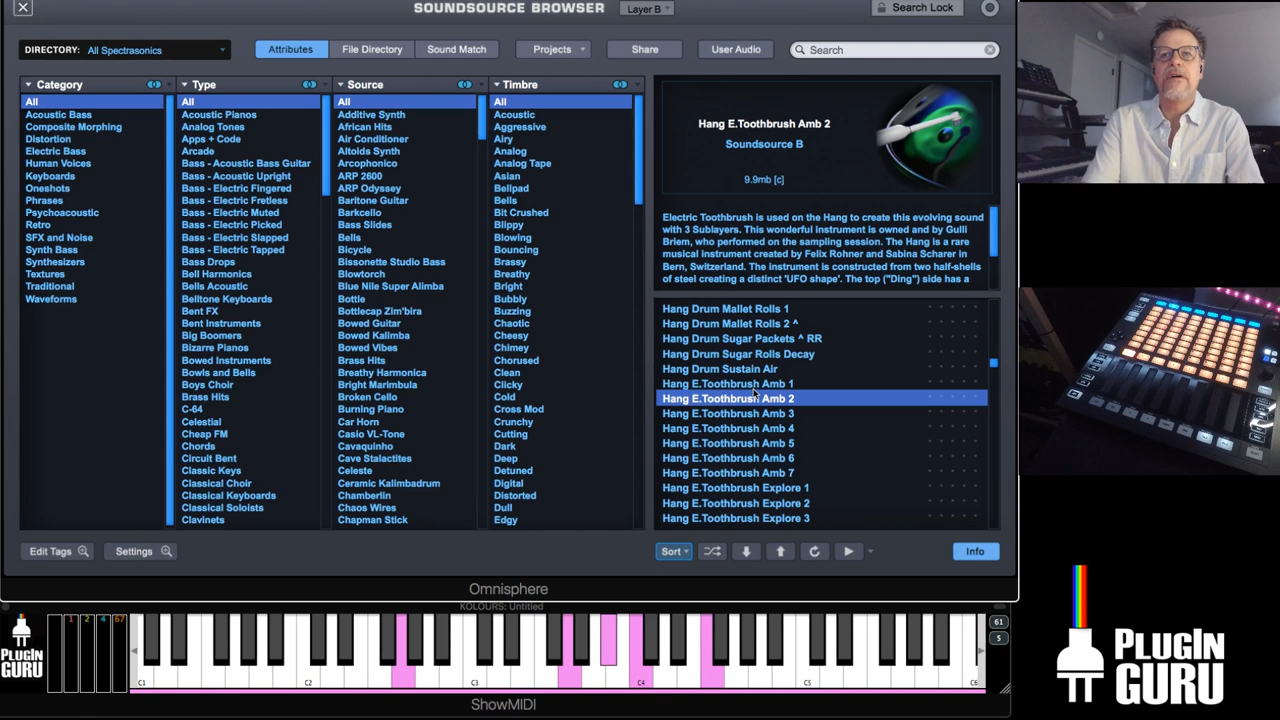 SOUNDSOURCE BROWSER
Layer B
Search Lock
DIRECTORY: All Spectrasonics
Attributes
File Directory
Sound Match
Projects
Share
User Audio
Search
Category
All
Acoustic Bass
Composite Morphing
Distortion
Electric Bass
Human Voices
Keyboards
Oneshots
Phrases
Psychoacoustic
Retro
SFX and Noise
Synth Bass
Synthesizers
Textures
Traditional
Waveforms
Type
All
Acoustic Pianos
Analog Tones
Apps + Code
Arcade
Bass - Acoustic Bass Guitar
Bass - Acoustic Upright
Bass - Electric Fingered
Bass - Electric Fretless
Bass - Electric Muted
Bass - Electric Picked
Bass - Electric Slapped
Bass - Electric Tapped
Bass Drops
Bell Harmonics
Bells Acoustic
Belltone Keyboards
Bent FX
Bent Instruments
Big Boomers
Bizarre Pianos
Bowed Instruments
Bowls and Bells
Boys Choir
Brass Hits
C-64
Celestial
Cheap FM
Chords
Circuit Bent
Classic Keys
Classical Choir
Classical Keyboards
Classical Soloists
Clavinets
Source
All
Additive Synth
African Hits
Air Conditioner
Altoids Synth
Arcophonico
ARP 2600
ARP Odyssey
Baritone Guitar
Barkcello
Bass Slides
Bells
Bicycle
Bissonette Studio Bass
Blowtorch
Blue Nile Super Alimba
Bottle
Bottlecap Zim'bira
Bowed Guitar
Bowed Kalimba
Bowed Vibes
Brass Hits
Breathy Harmonica
Bright Marimbula
Broken Cello
Burning Piano
Car Horn
Casio VL-Tone
Cavaquinho
Cave Stalactites
Celeste
Ceramic Kalimbadrum
Chamberlin
Chaos Wires
Chapman Stick
Timbre
All
Acoustic
Aggressive
Airy
Analog
Analog Tape
Asian
Bellpad
Bells
Bit Crushed
Blippy
Blowing
Bouncing
Brassy
Breathy
Bright
Bubbly
Buzzing
Chaotic
Cheesy
Chimey
Chorused
Clean
Clicky
Cold
Cross Mod
Crunchy
Cutting
Dark
Deep
Detuned
Digital
Distorted
Dull
Edgy
Hang E.Toothbrush Amb 2
Soundsource B
9.9mb [c]
Electric Toothbrush is used on the Hang to create this evolving sound
with 3 Sublayers. This wonderful instrument is owned and by Gulli
Briem, who performed on the sampling session. The Hang is a rare
musical instrument created by Felix Rohner and Sabina Scharer in
Bern, Switzerland. The instrument is constructed from two half-shells
of steel creating a distinct 'UFO shape'. The top ("Ding") side has a
Hang Drum Mallet Rolls 1
Hang Drum Mallet Rolls 2 ^
Hang Drum Sugar Packets ^ RR
Hang Drum Sugar Rolls Decay
Hang Drum Sustain Air
Hang E.Toothbrush Amb 1
Hang E.Toothbrush Amb 2
Hang E.Toothbrush Amb 3
Hang E.Toothbrush Amb 4
Hang E.Toothbrush Amb 5
Hang E.Toothbrush Amb 6
Hang E.Toothbrush Amb 7
Hang E.Toothbrush Explore 1
Hang E.Toothbrush Explore 2
Hang E.Toothbrush Explore 3
Edit Tags
Settings
Sort
Info
Omnisphere
KOLOURS: Untitled
PLUGIN
GURU
1 2 4 67
C1 C2 C3 C4 C5 C6
61
5
ShowMIDI
PLUGIN
GURU